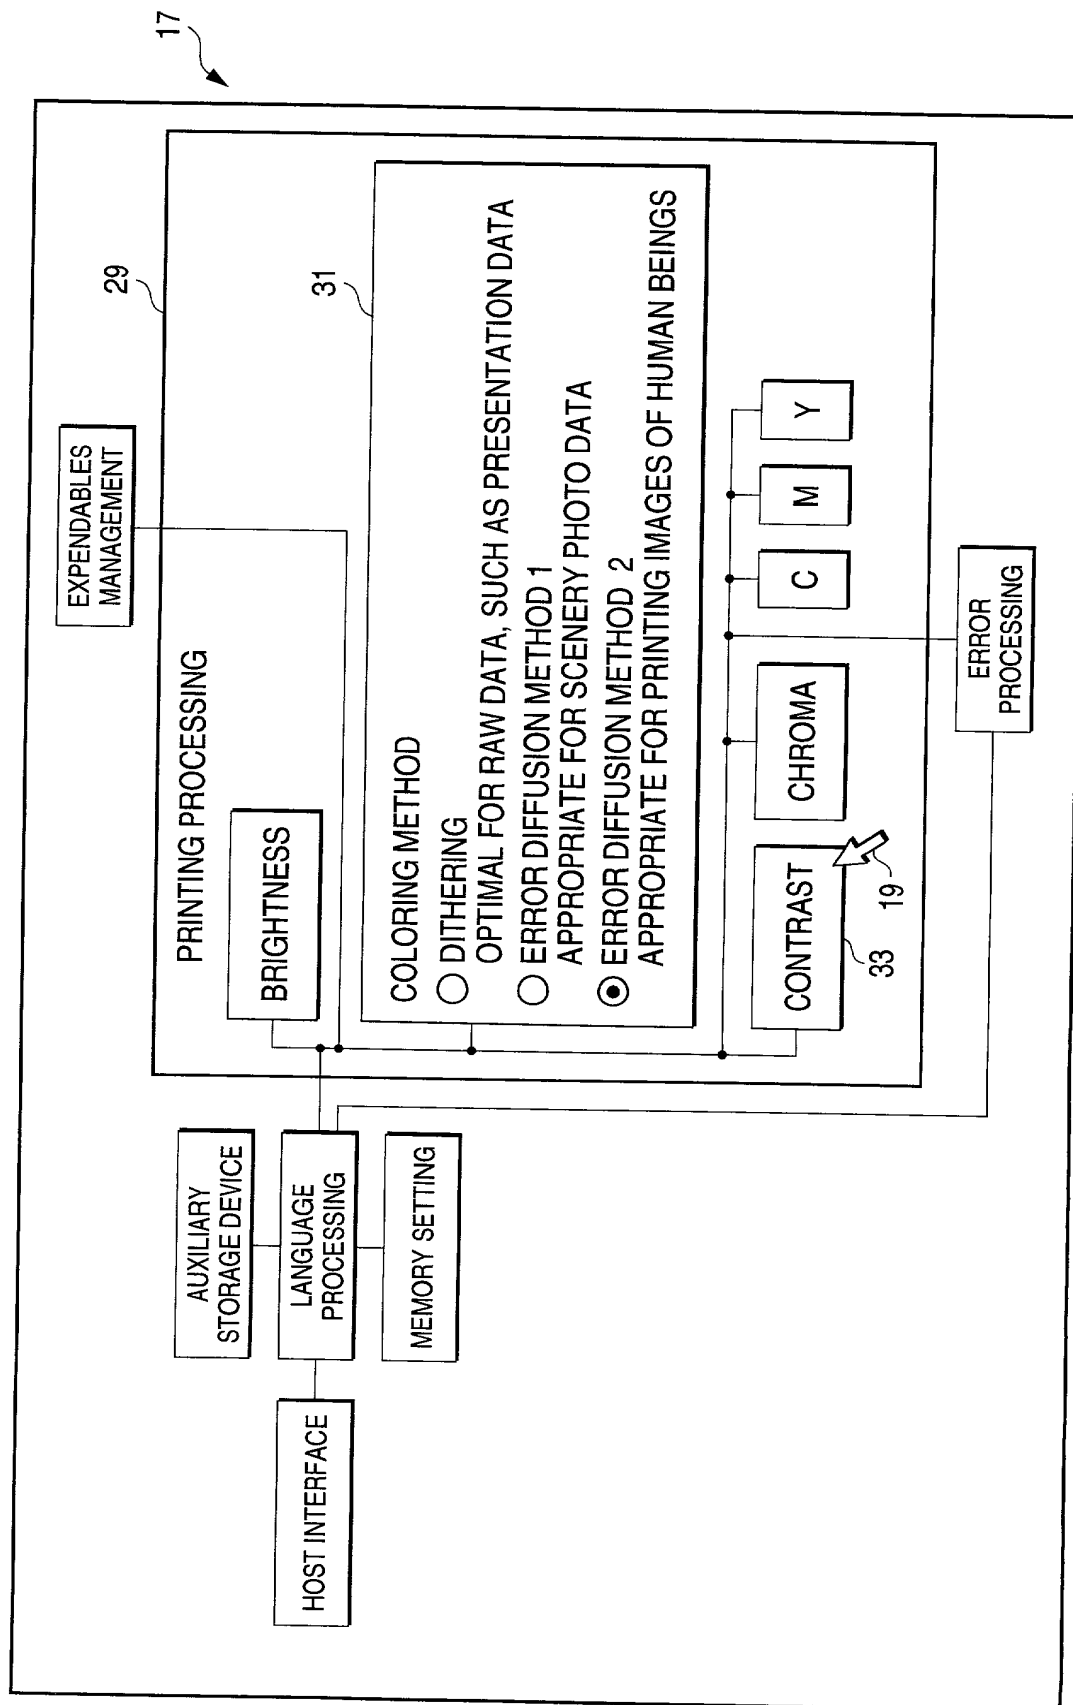 17
29
EXPENDABLES
MANAGEMENT
PRINTING PROCESSING
BRIGHTNESS
31
COLORING METHOD
DITHERING
OPTIMAL FOR RAW DATA, SUCH AS PRESENTATION DATA
ERROR DIFFUSION METHOD 1
APPROPRIATE FOR SCENERY PHOTO DATA
ERROR DIFFUSION METHOD 2
APPROPRIATE FOR PRINTING IMAGES OF HUMAN BEINGS
AUXILIARY
STORAGE DEVICE
HOST INTERFACE
LANGUAGE
PROCESSING
MEMORY SETTING
CONTRAST
CHROMA
C
M
Y
33
19
ERROR
PROCESSING